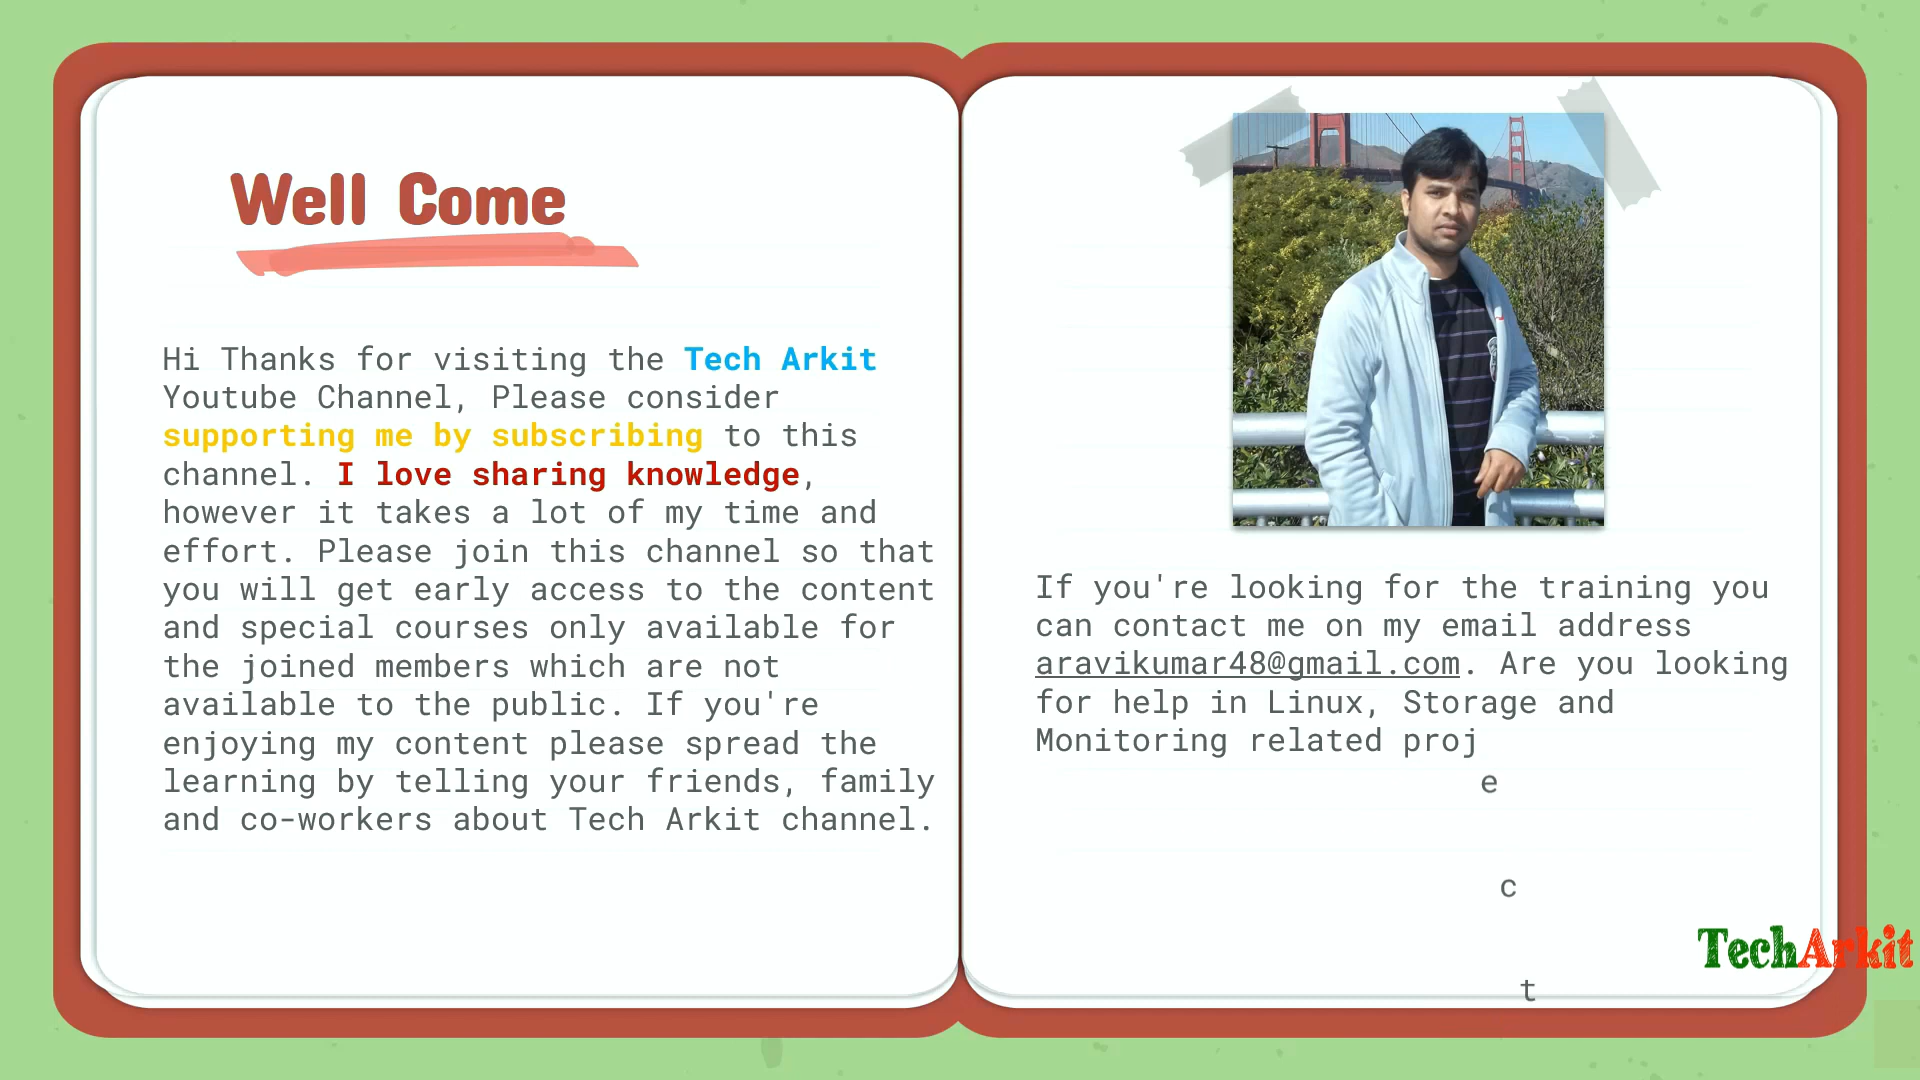 Well Come
Hi Thanks for visiting the Tech Arkit
Youtube Channel, Please consider
supporting me by subscribing to this
channel. I love sharing knowledge,
however it takes a lot of my time and
effort. Please join this channel so that
you will get early access to the content
and special courses only available for
the joined members which are not
available to the public. If you're
enjoying my content please spread the
learning by telling your friends, family
and co-workers about Tech Arkit channel.
If you're looking for the training you
can contact me on my email address
aravikumar48@gmail.com. Are you looking
for help in Linux, Storage and
Monitoring related proj
e
c
t
TechArkit